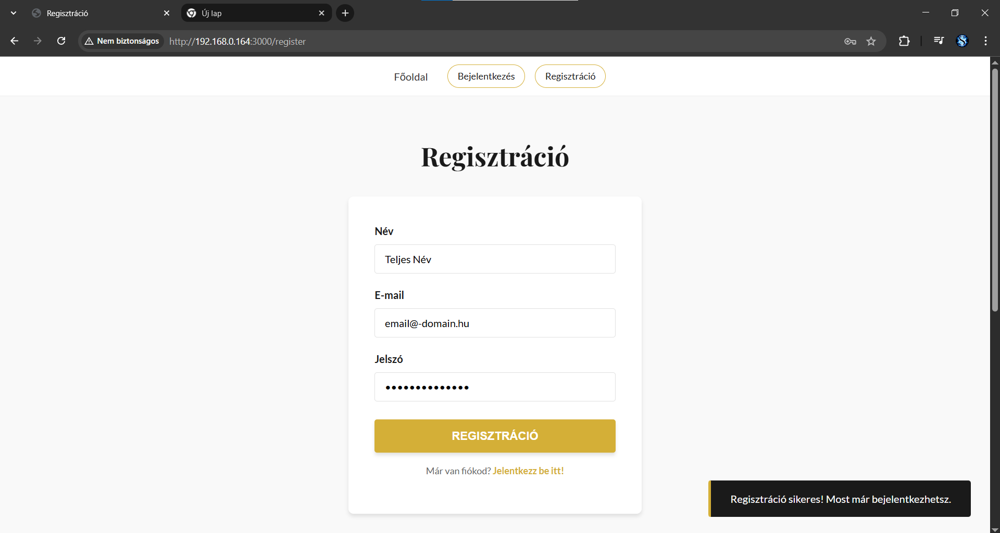 Regisztráció
Új lap
Nem biztonságos
http://192.168.0.164:3000/register
Főoldal
Bejelentkezés
Regisztráció
Regisztráció
Név
Teljes Név
E-mail
email@-domain.hu
Jelszó
••••••••••••••
REGISZTRÁCIÓ
Már van fiókod? Jelentkezz be itt!
Regisztráció sikeres! Most már bejelentkezhetsz.